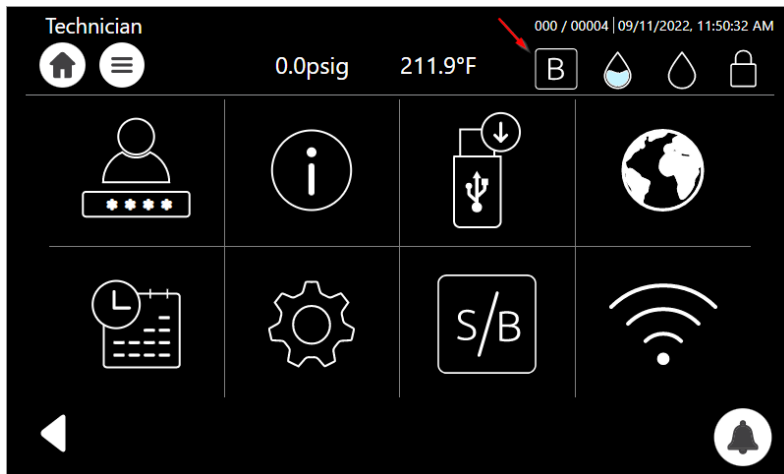 Technician
000 / 00004 | 09/11/2022, 11:50:32 AM
0.0psig 211.9°F B
i
****
S/B